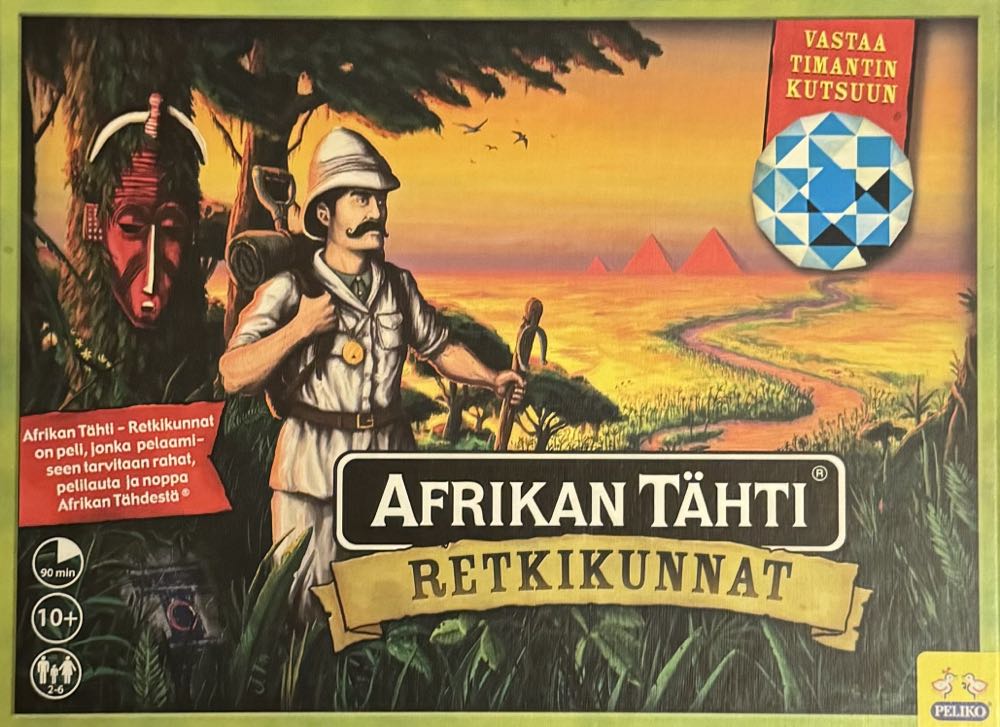 VASTAA
TIMANTIN
KUTSUUN
Afrikan Tähti - Retkikunnat
on peli, jonka pelaami-
seen tarvitaan rahat,
pelilauta ja noppa
Afrikan Tähdestä®
AFRIKAN TÄHTI®
RETKIKUNNAT
90 min
10+
2-6
PELIKO